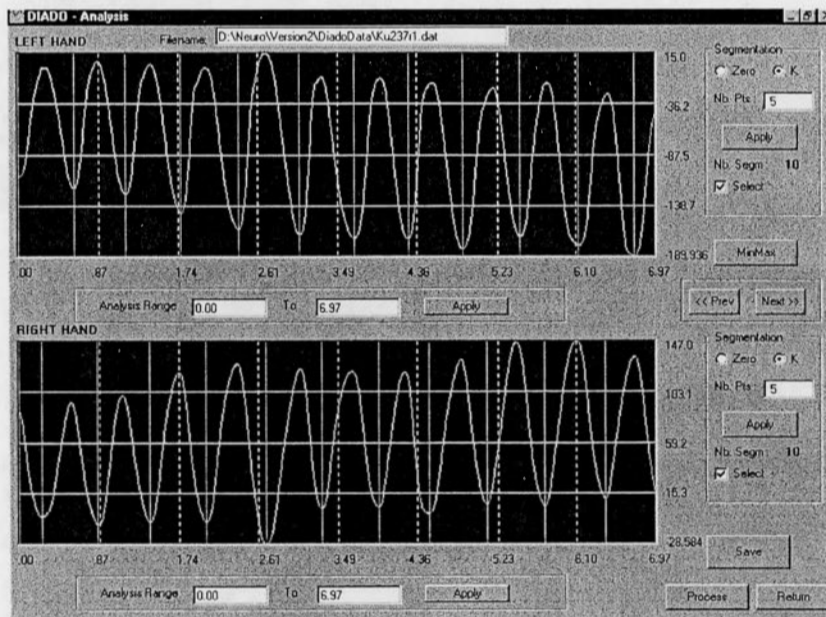 DIADO - Analysis
LEFT HAND
Filename: D:\Neuro\Version2\DiadoData\Ku237r1.dat
15.0
-36.2
-87.5
-138.7
-189.936
.00 .87 1.74 2.61 3.49 4.36 5.23 6.10 6.97
Segmentation
Zero K
Nb. Pts : 5
Apply
Nb. Segm : 10
Select
MinMax
Analysis Range 0.00 To 6.97 Apply
<< Prev Next >>
RIGHT HAND
147.0
103.1
59.2
15.3
-28.584
.00 .87 1.74 2.61 3.49 4.36 5.23 6.10 6.97
Segmentation
Zero K
Nb. Pts : 5
Apply
Nb. Segm : 10
Select
Save
Analysis Range 0.00 To 6.97 Apply
Process Return